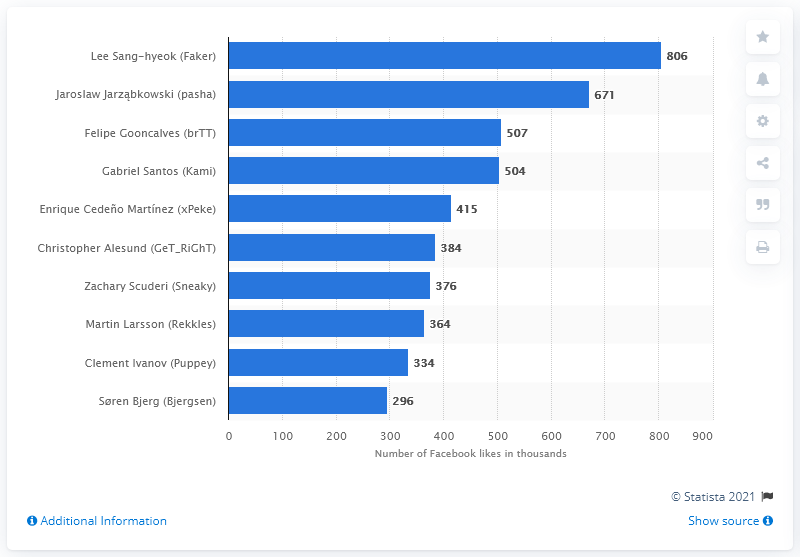 Lee Sang-hyeok (Faker) 806
Jaroslaw Jarząbkowski (pasha) 671
Felipe Gooncalves (brTT) 507
Gabriel Santos (Kami) 504
Enrique Cedeño Martínez (xPeke) 415
Christopher Alesund (GeT_RiGhT) 384
Zachary Scuderi (Sneaky) 376
Martin Larsson (Rekkles) 364
Clement Ivanov (Puppey) 334
Søren Bjerg (Bjergsen) 296
0 100 200 300 400 500 600 700 800 900
Number of Facebook likes in thousands
© Statista 2021
Additional Information Show source